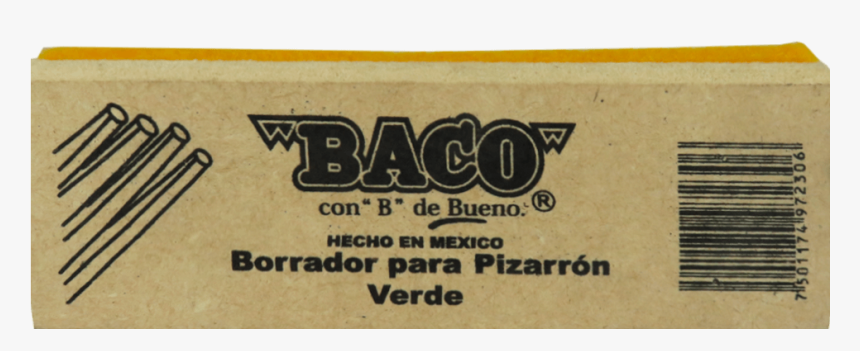 BACO
con "B" de Bueno. ®
HECHO EN MEXICO
Borrador para Pizarrón
Verde
7501174972306